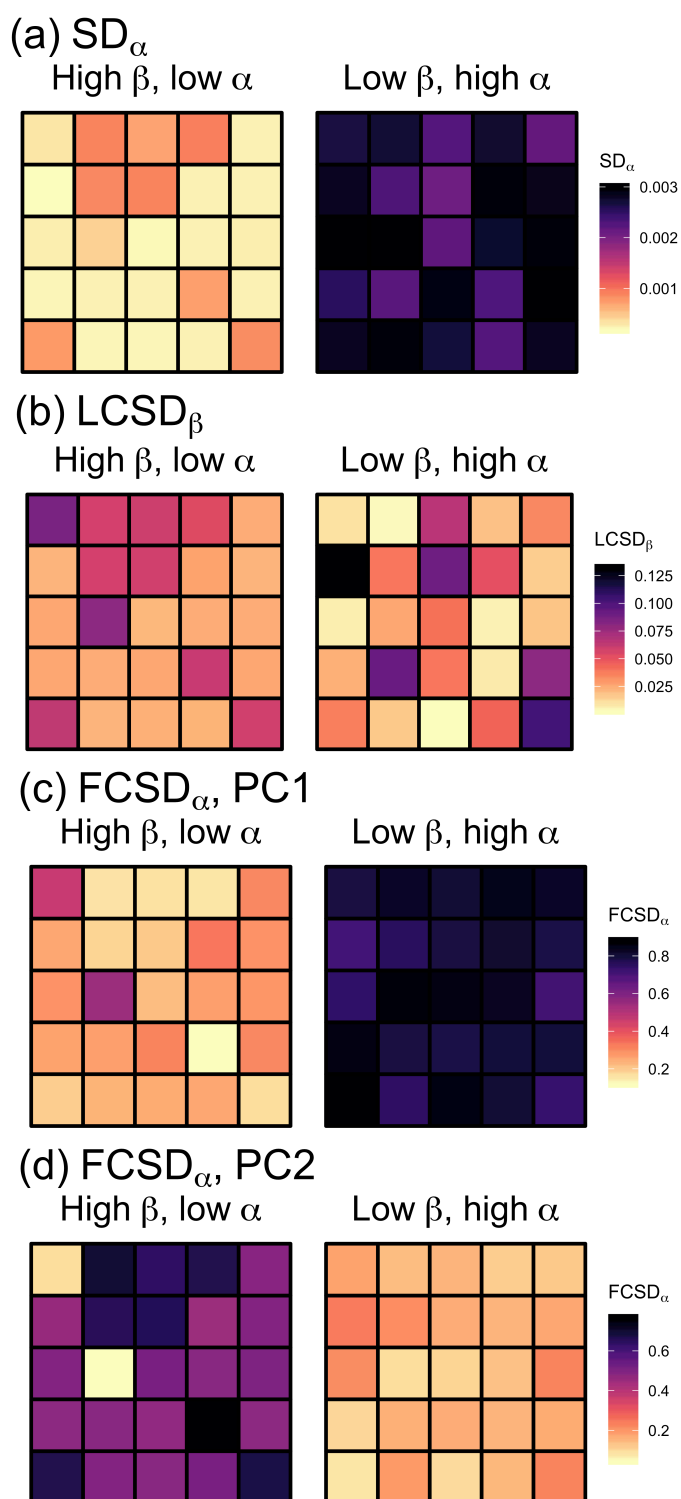 (a) SDα
High β, low α
Low β, high α
SDα
0.003
0.002
0.001
(b) LCSDβ
High β, low α
Low β, high α
LCSDβ
0.125
0.100
0.075
0.050
0.025
(c) FCSDα, PC1
High β, low α
Low β, high α
FCSDα
0.8
0.6
0.4
0.2
(d) FCSDα, PC2
High β, low α
Low β, high α
FCSDα
0.6
0.4
0.2